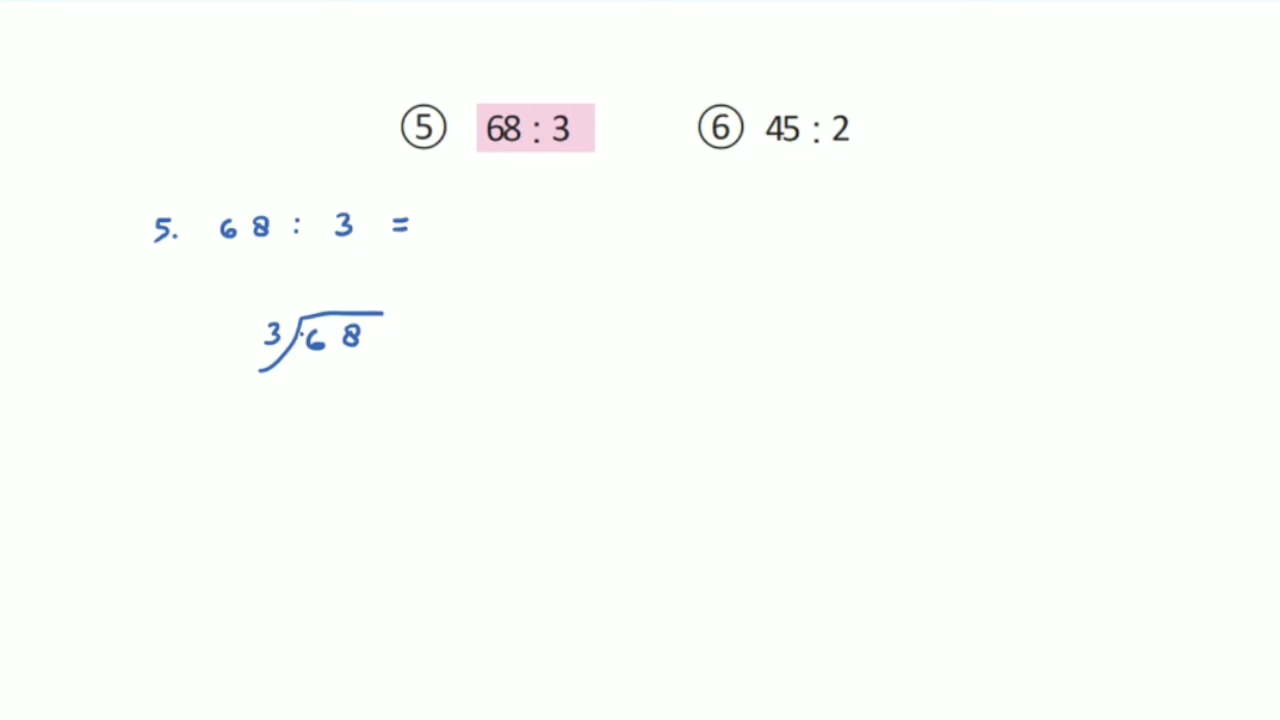 ⑤ 68 : 3 ⑥ 45 : 2
5. 68 : 3 =
3 68